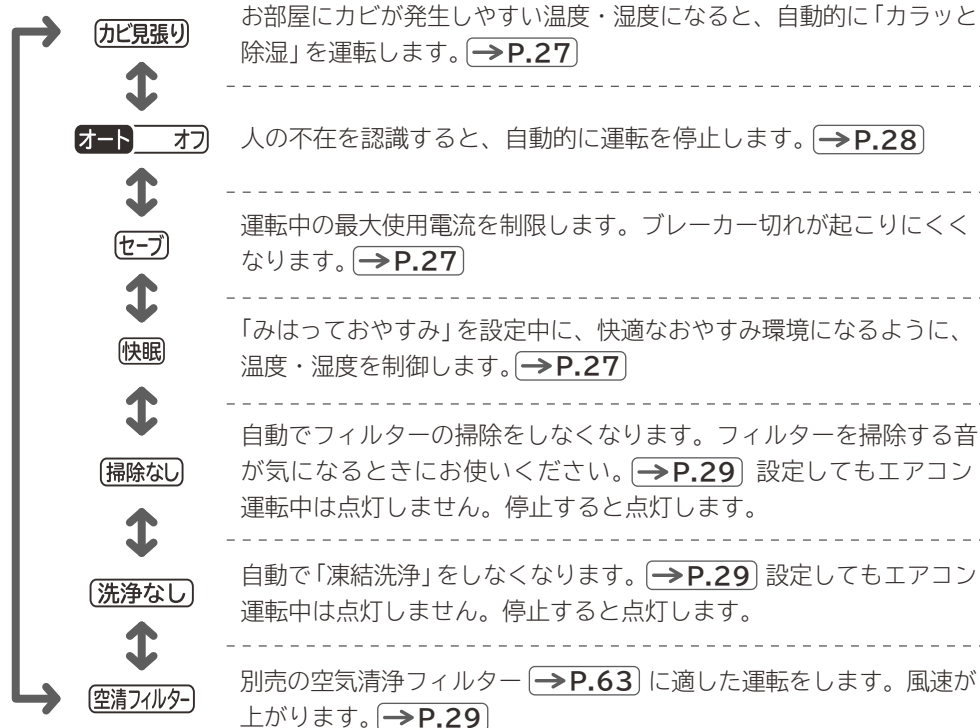 カビ見張り
お部屋にカビが発生しやすい温度・湿度になると、自動的に「カラッと
除湿」を運転します。→P.27
オート オフ
人の不在を認識すると、自動的に運転を停止します。→P.28
セーブ
運転中の最大使用電流を制限します。ブレーカー切れが起こりにくく
なります。→P.27
快眠
「みはっておやすみ」を設定中に、快適なおやすみ環境になるように、
温度・湿度を制御します。→P.27
掃除なし
自動でフィルターの掃除をしなくなります。フィルターを掃除する音
が気になるときにお使いください。→P.29 設定してもエアコン
運転中は点灯しません。停止すると点灯します。
洗浄なし
自動で「凍結洗浄」をしなくなります。→P.29 設定してもエアコン
運転中は点灯しません。停止すると点灯します。
空清フィルター
別売の空気清浄フィルター→P.63 に適した運転をします。風速が
上がります。→P.29